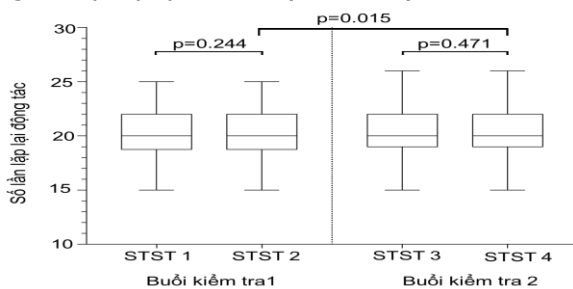 p=0.015
p=0.244
p=0.471
Số lần lặp lại động tác
30
25
20
15
10
STST 1
STST 2
STST 3
STST 4
Buổi kiểm tra1
Buổi kiểm tra 2